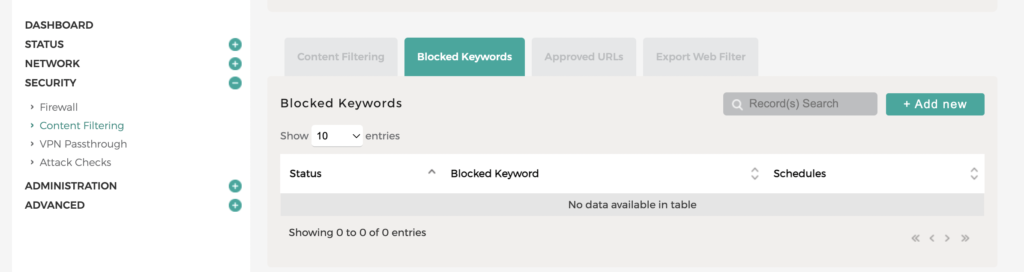 DASHBOARD
STATUS
NETWORK
SECURITY
Firewall
Content Filtering
VPN Passthrough
Attack Checks
ADMINISTRATION
ADVANCED
Content Filtering Blocked Keywords Approved URLs Export Web Filter
Blocked Keywords Record(s) Search + Add new
Show 10 entries
Status Blocked Keyword Schedules
No data available in table
Showing 0 to 0 of 0 entries